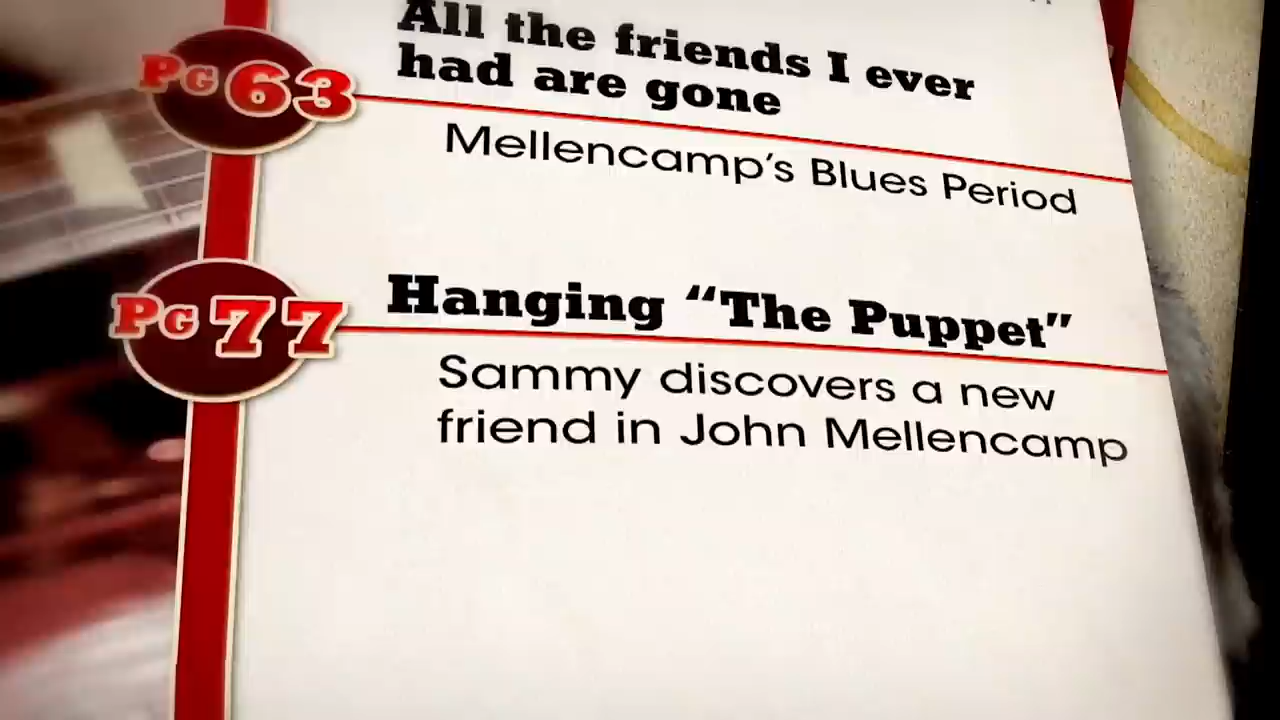 Pg 63
All the friends I ever
had are gone
Mellencamp's Blues Period
Pg 77
Hanging “The Puppet”
Sammy discovers a new
friend in John Mellencamp